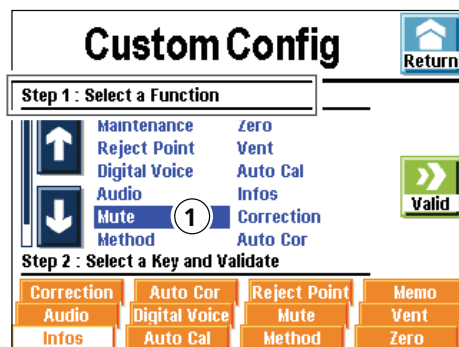 Custom Config
Return
Step 1 : Select a Function
Maintenance Zero
Reject Point Vent
Digital Voice Auto Cal
Audio Infos
Mute 1 Correction
Method Auto Cor
Valid
Step 2 : Select a Key and Validate
Correction Auto Cor Reject Point Memo
Audio Digital Voice Mute Vent
Infos Auto Cal Method Zero